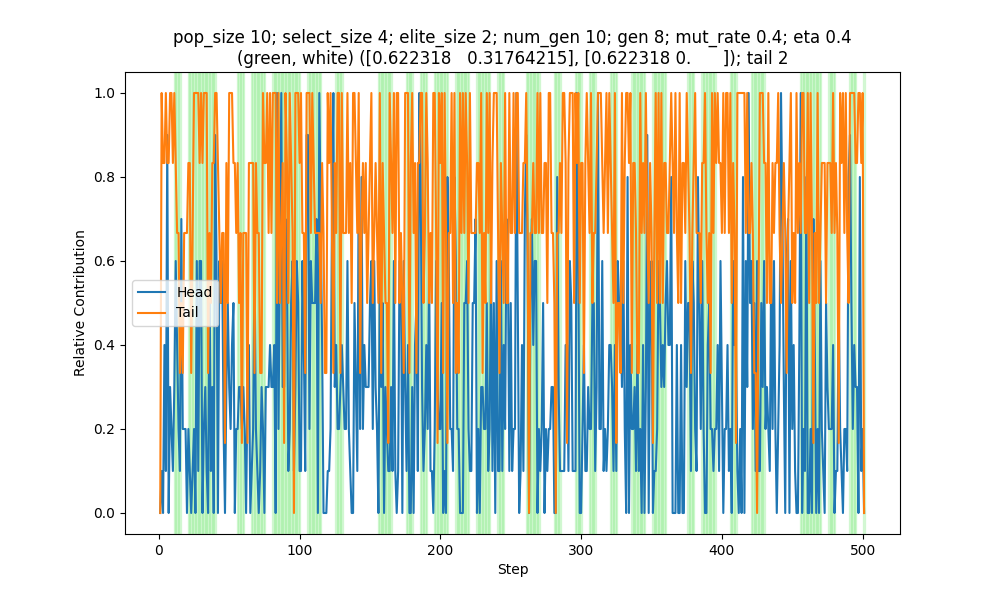 pop_size 10; select_size 4; elite_size 2; num_gen 10; gen 8; mut_rate 0.4; eta 0.4
(green, white) ([0.622318   0.31764215], [0.622318 0.      ]); tail 2
1.0
0.8
0.6
0.4
0.2
0.0
Relative Contribution
Head
Tail
0
100
200
300
400
500
Step